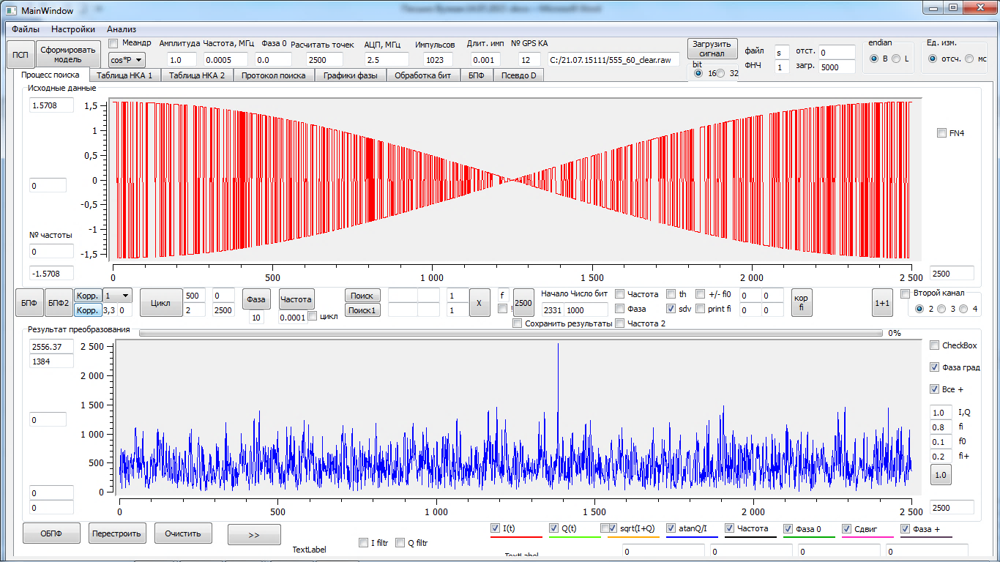 MainWindow
Файлы Настройки Анализ
ПСП Сформировать модель Меандр Амплитуда Частота, МГц Фаза 0 Расчитать точек АЦП, МГц Импульсов Длит. имп № GPS КА Загрузить сигнал файл s отст. 0 endian Ед. изм.
cos*P 1.0 0.0005 0.0 2500 2.5 1023 0.001 12 C:/21.07.15111/555_60_clear.raw bit 16 32 ФНЧ 1 загр. 5000 B L отсч. мс
Процесс поиска Таблица НКА 1 Таблица НКА 2 Протокол поиска Графики фазы Обработка бит БПФ Псевдо D
Исходные данные
1.5708 1,5
1 FN4
0,5
0 0
-0,5
№ частоты -1
0 -1,5
-1.5708 0 500 1 000 1 500 2 000 2 500 2500
БПФ БПФ2 Корр. 1 Цикл 500 0 Фаза Частота Поиск 1 X f 2500 Начало Число бит Частота th +/- fi0 0 0 кор fi 1+1 Второй канал
Корр. 3,3 0 2 2500 10 0.0001 цикл Поиск1 1 ! 2331 1000 Фаза sdv print fi 0 0 2 3 4
Сохранить результаты Частота 2
Результат преобразования 0%
2556.37 2 500 CheckBox
1384 2 000 Фаза град
1 500 Все +
0 1 000 1.0 I,Q
0.8 fi
500 0.1 f0
0.2 fi+
0 0 1.0
0 0 500 1 000 1 500 2 000 2 500 2500
ОБПФ Перестроить Очистить >> I(t) Q(t) sqrt(I+Q) atanQ/I Частота Фаза 0 Сдвиг Фаза +
TextLabel I filtr Q filtr TextLabel 0 0 0 0